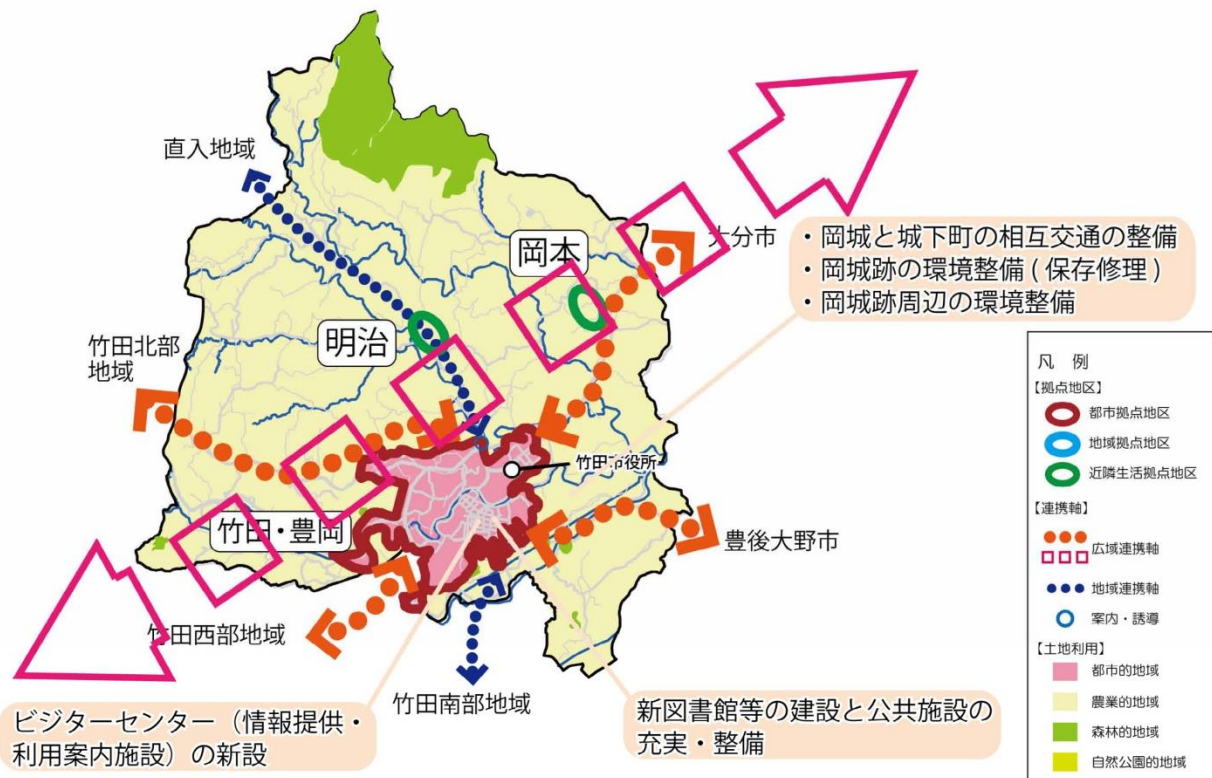 直入地域
大分市
岡本
・岡城と城下町の相互交通の整備
・岡城跡の環境整備(保存修理)
・岡城跡周辺の環境整備
明治
竹田北部
地域
竹田市役所
竹田・豊岡
豊後大野市
竹田西部地域
竹田南部地域
ビジターセンター（情報提供・
利用案内施設）の新設
新図書館等の建設と公共施設の
充実・整備
凡 例
【拠点地区】
都市拠点地区
地域拠点地区
近隣生活拠点地区
【連携軸】
広域連携軸
地域連携軸
案内・誘導
【土地利用】
都市的地域
農業的地域
森林的地域
自然公園的地域